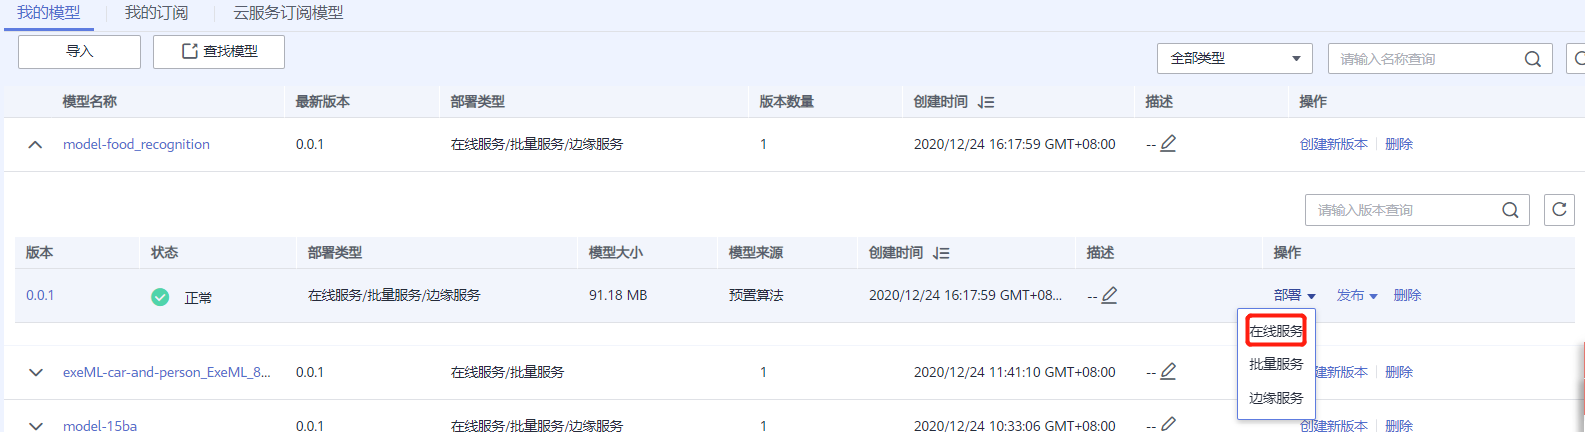 我的模型 我的订阅 云服务订阅模型
导入 查找模型
全部类型 请输入名称查询
模型名称 最新版本 部署类型 版本数量 创建时间 描述 操作
model-food_recognition 0.0.1 在线服务/批量服务/边缘服务 1 2020/12/24 16:17:59 GMT+08:00 -- 创建新版本 删除
请输入版本查询
版本 状态 部署类型 模型大小 模型来源 创建时间 描述 操作
0.0.1 正常 在线服务/批量服务/边缘服务 91.18 MB 预置算法 2020/12/24 16:17:59 GMT+08... -- 部署 发布 删除
在线服务
批量服务
边缘服务
exeML-car-and-person_ExeML_8... 0.0.1 在线服务/批量服务 1 2020/12/24 11:41:10 GMT+08:00 -- 建新版本 删除
model-15ba 0.0.1 在线服务/批量服务/边缘服务 1 2020/12/24 10:33:06 GMT+08:00 -- 创建新版本 删除